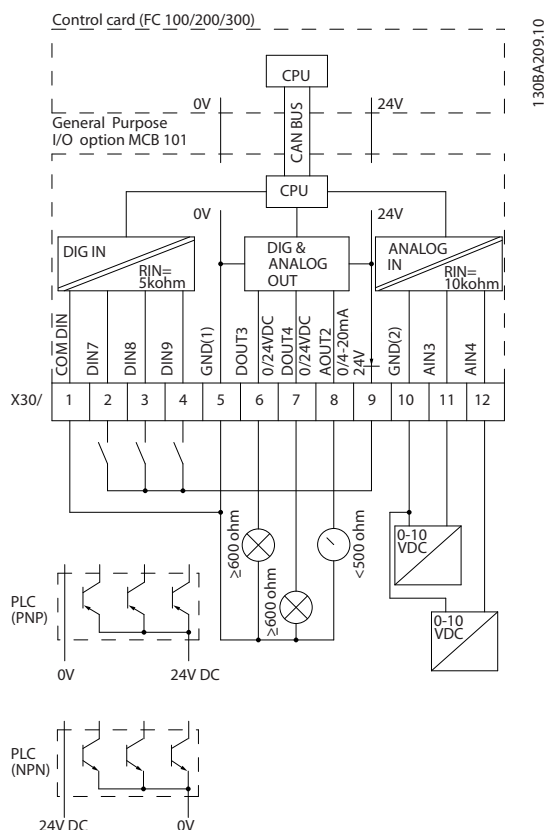 Control card (FC 100/200/300)
130BA209.10
CPU
0V
24V
CAN BUS
General Purpose
I/O option MCB 101
CPU
0V
24V
DIG IN
RIN=
5kohm
DIG &
ANALOG
OUT
ANALOG
IN
RIN=
10kohm
COM DIN
DIN7
DIN8
DIN9
GND(1)
DOUT3
0/24VDC
DOUT4
0/24VDC
AOUT2
0/4-20mA
24V
GND(2)
AIN3
AIN4
X30/ 1 2 3 4 5 6 7 8 9 10 11 12
≥600 ohm
≥600 ohm
<500 ohm
0-10
VDC
0-10
VDC
PLC
(PNP)
0V 24V DC
PLC
(NPN)
24V DC 0V